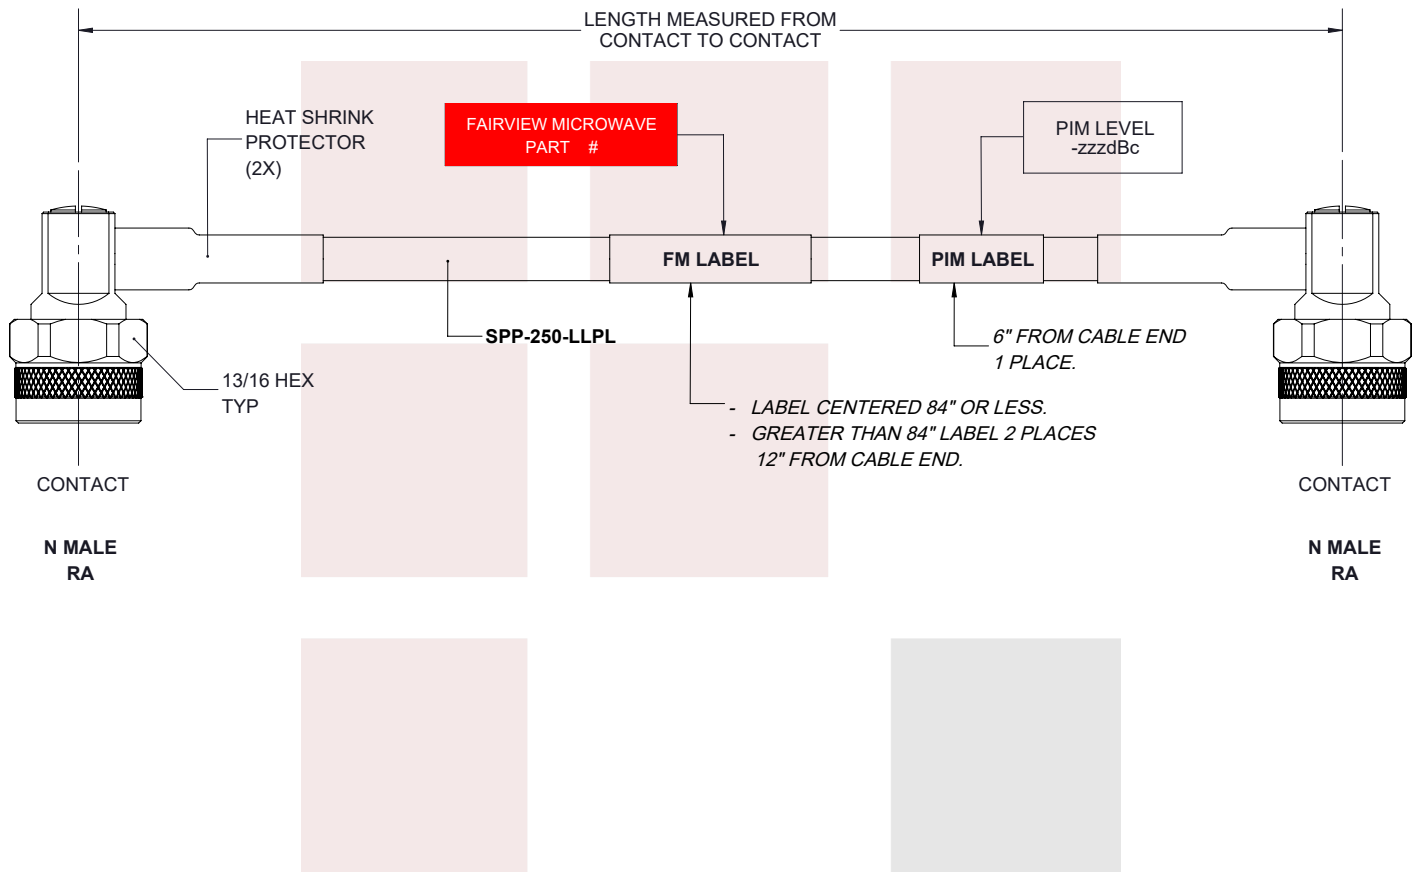 LENGTH MEASURED FROM
CONTACT TO CONTACT
HEAT SHRINK
PROTECTOR
(2X)
FAIRVIEW MICROWAVE
PART #
PIM LEVEL
-zzzdBc
FM LABEL
PIM LABEL
SPP-250-LLPL
6" FROM CABLE END
1 PLACE.
13/16 HEX
TYP
- LABEL CENTERED 84" OR LESS.
- GREATER THAN 84" LABEL 2 PLACES
12" FROM CABLE END.
CONTACT
N MALE
RA
CONTACT
N MALE
RA